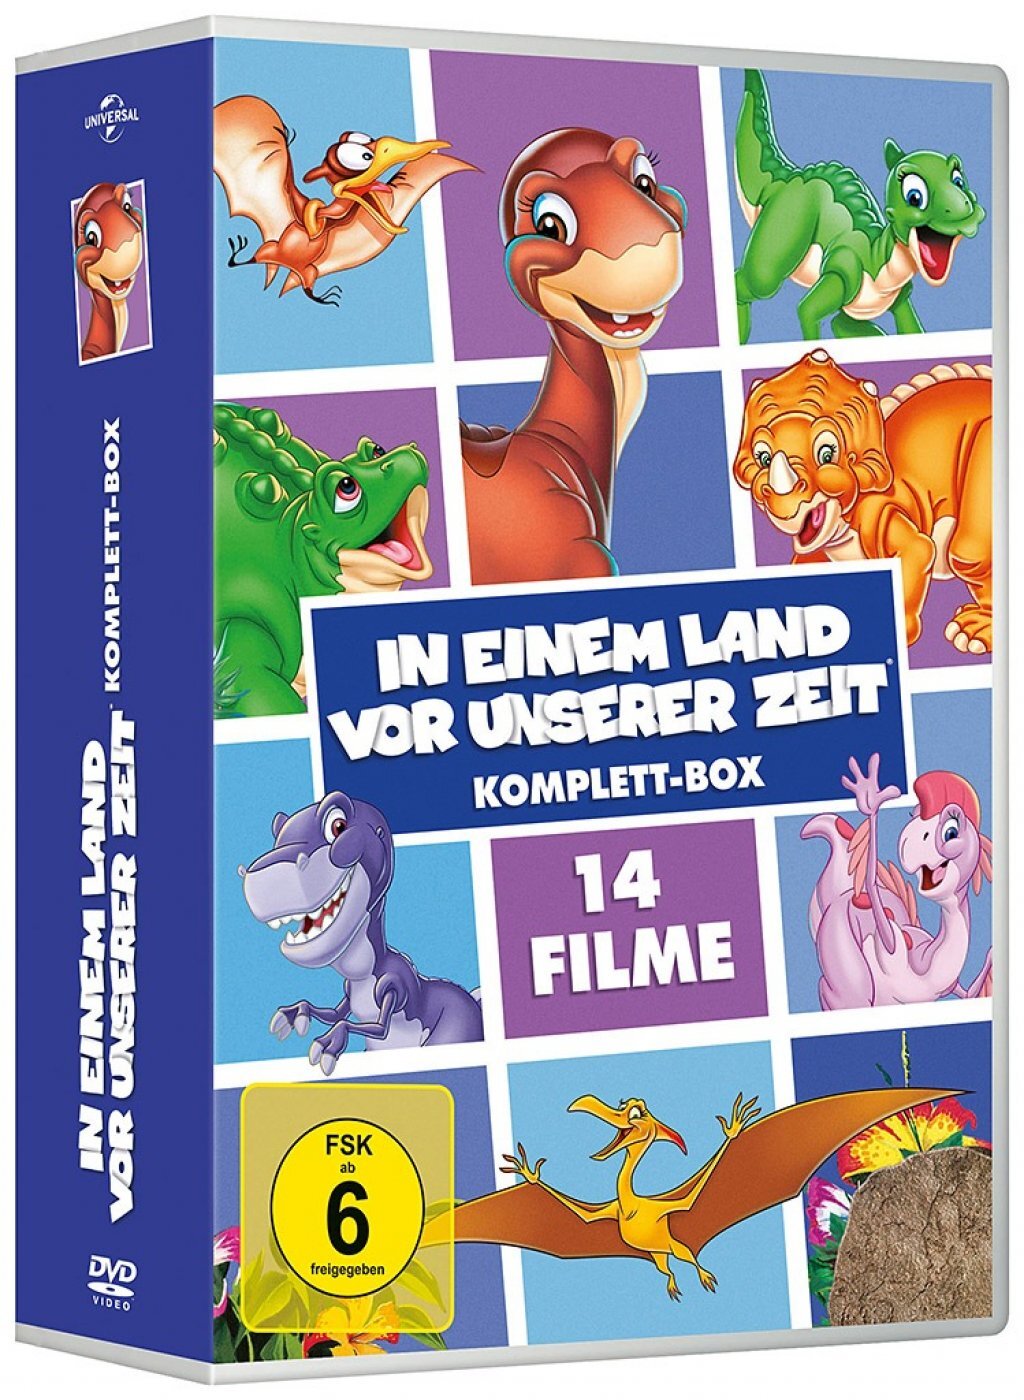 UNIVERSAL
IN EINEM LAND
VOR UNSERER ZEIT® KOMPLETT-BOX
DVD
VIDEO
IN EINEM LAND
VOR UNSERER ZEIT®
KOMPLETT-BOX
14
FILME
FSK
ab
6
freigegeben